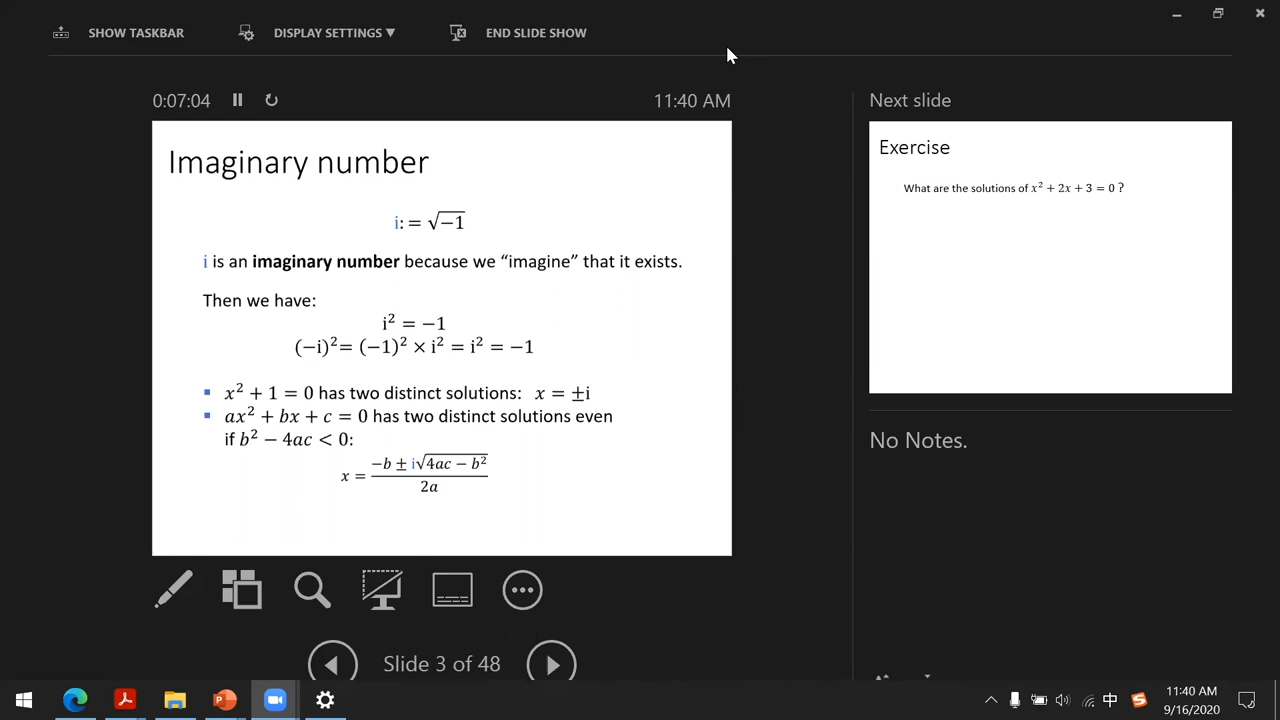 SHOW TASKBAR
DISPLAY SETTINGS ▼
END SLIDE SHOW
0:07:04
11:40 AM
Imaginary number
i: = √−1
i is an imaginary number because we “imagine” that it exists.
Then we have:
i² = −1
(−i)²= (−1)² × i² = i² = −1
▪ x² + 1 = 0 has two distinct solutions: x = ±i
▪ ax² + bx + c = 0 has two distinct solutions even
if b² − 4ac < 0:
x = (−b ± i√(4ac − b²)) / 2a
Next slide
Exercise
What are the solutions of x² + 2x + 3 = 0 ?
No Notes.
Slide 3 of 48
中
11:40 AM
9/16/2020